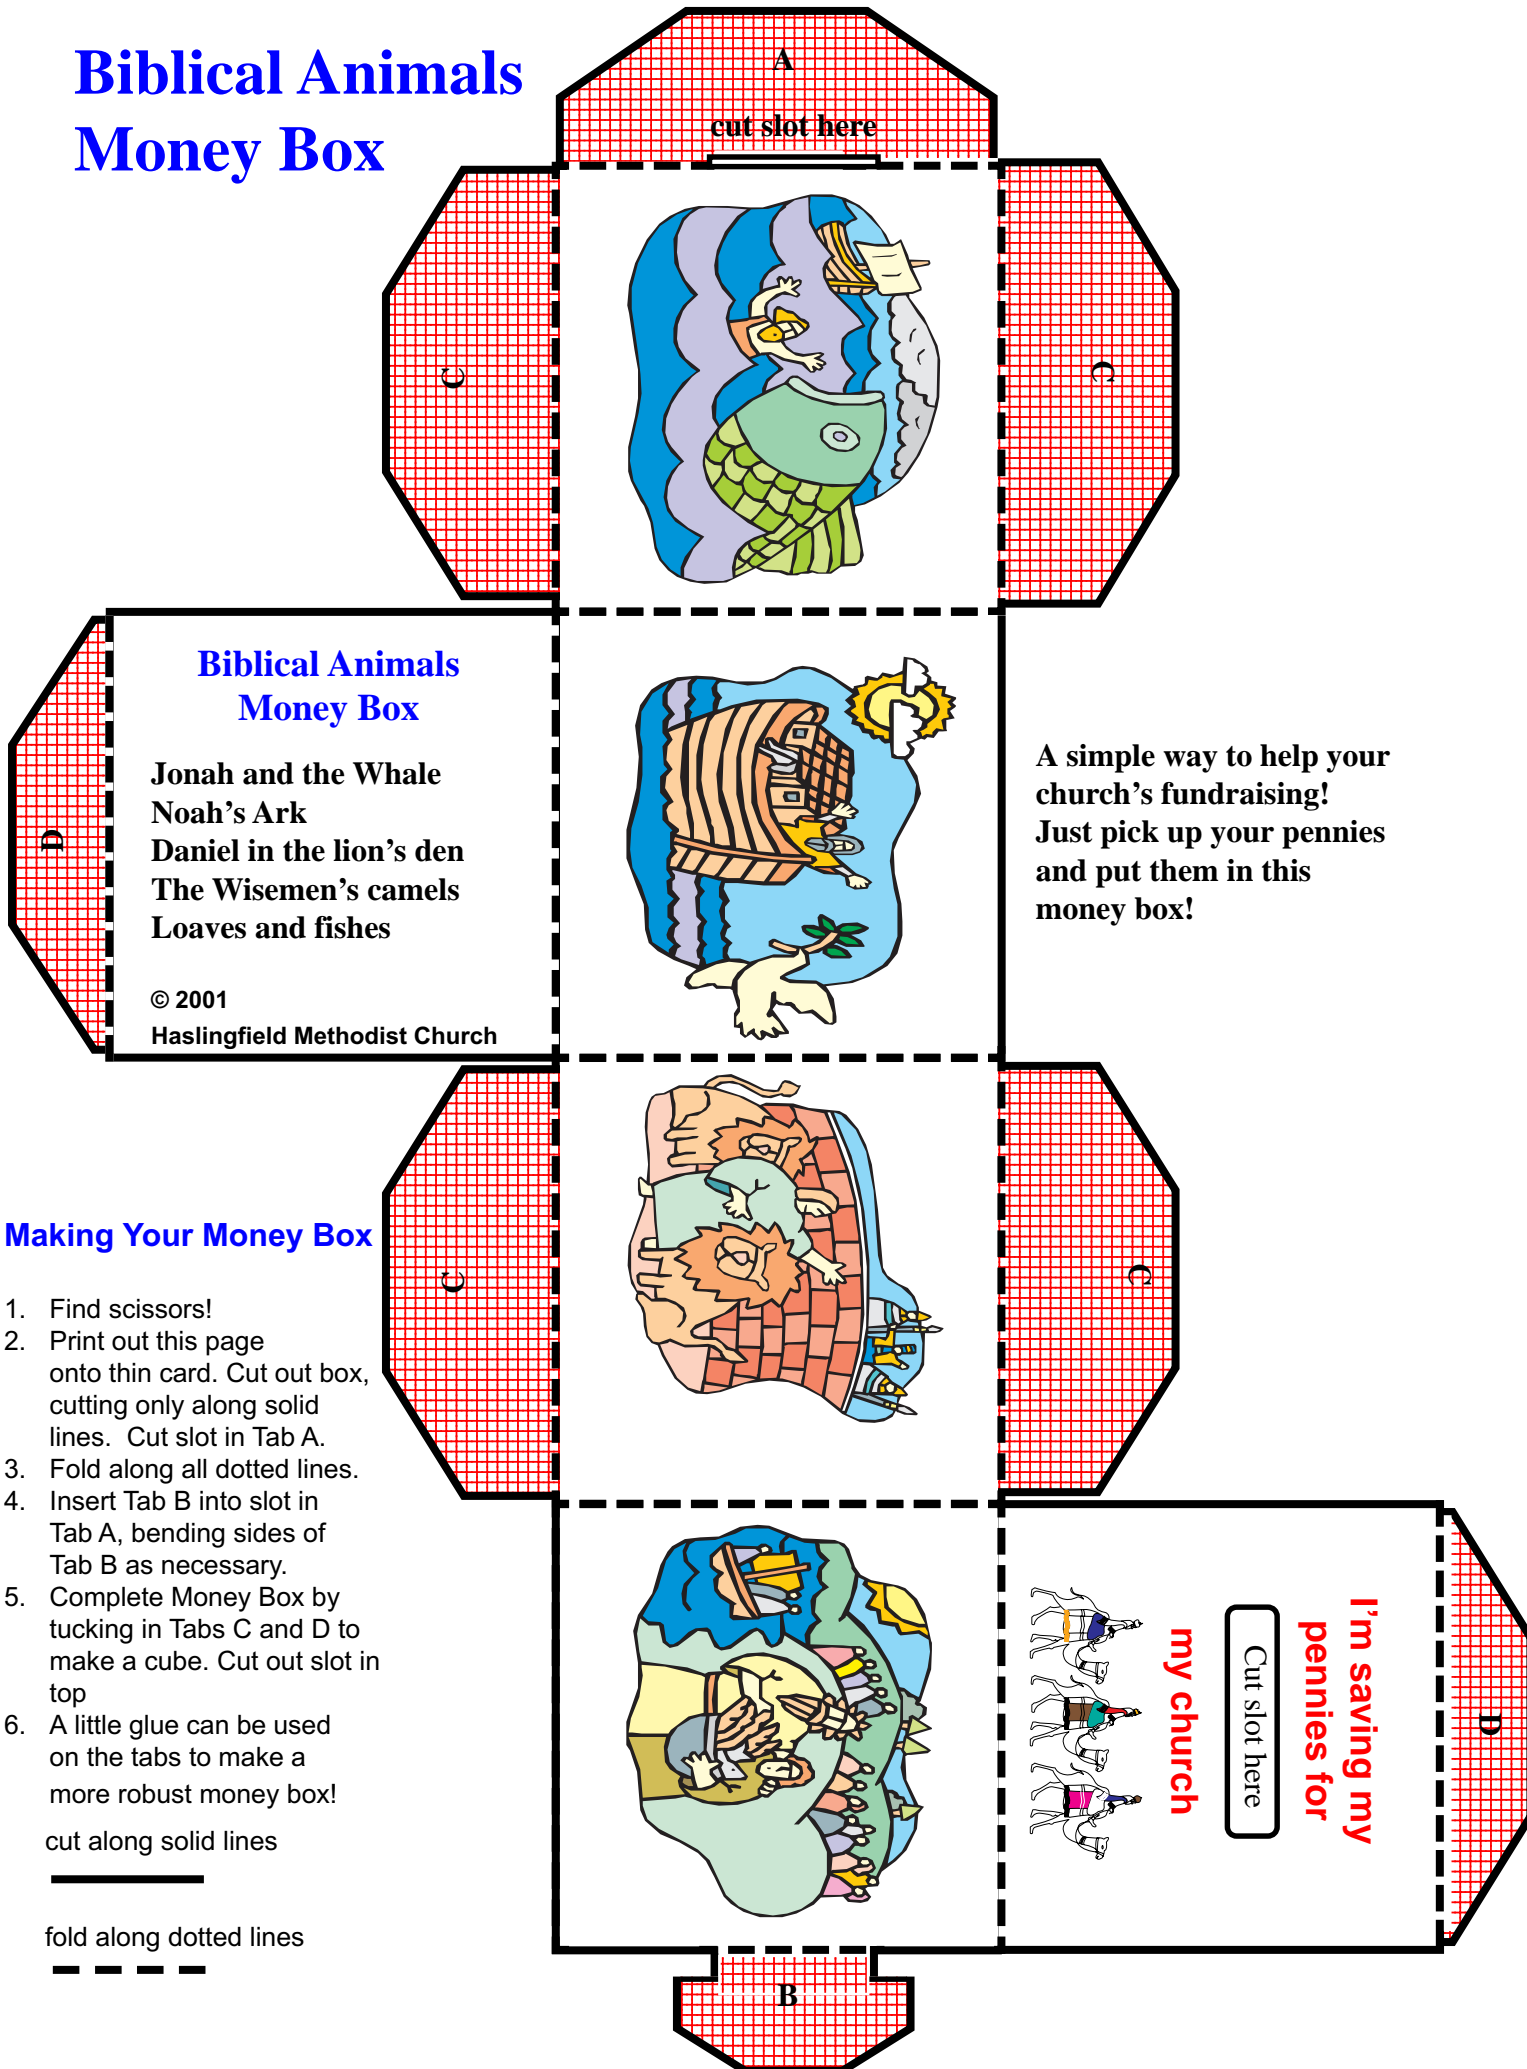 Biblical Animals
Money Box
A
cut slot here
C
C
Biblical Animals
Money Box
Jonah and the Whale
Noah's Ark
Daniel in the lion's den
The Wisemen's camels
Loaves and fishes
© 2001
Haslingfield Methodist Church
D
A simple way to help your
church's fundraising!
Just pick up your pennies
and put them in this
money box!
Making Your Money Box
1. Find scissors!
2. Print out this page
onto thin card. Cut out box,
cutting only along solid
lines. Cut slot in Tab A.
3. Fold along all dotted lines.
4. Insert Tab B into slot in
Tab A, bending sides of
Tab B as necessary.
5. Complete Money Box by
tucking in Tabs C and D to
make a cube. Cut out slot in
top
6. A little glue can be used
on the tabs to make a
more robust money box!
cut along solid lines
fold along dotted lines
C
C
I'm saving my
pennies for
Cut slot here
my church
D
B